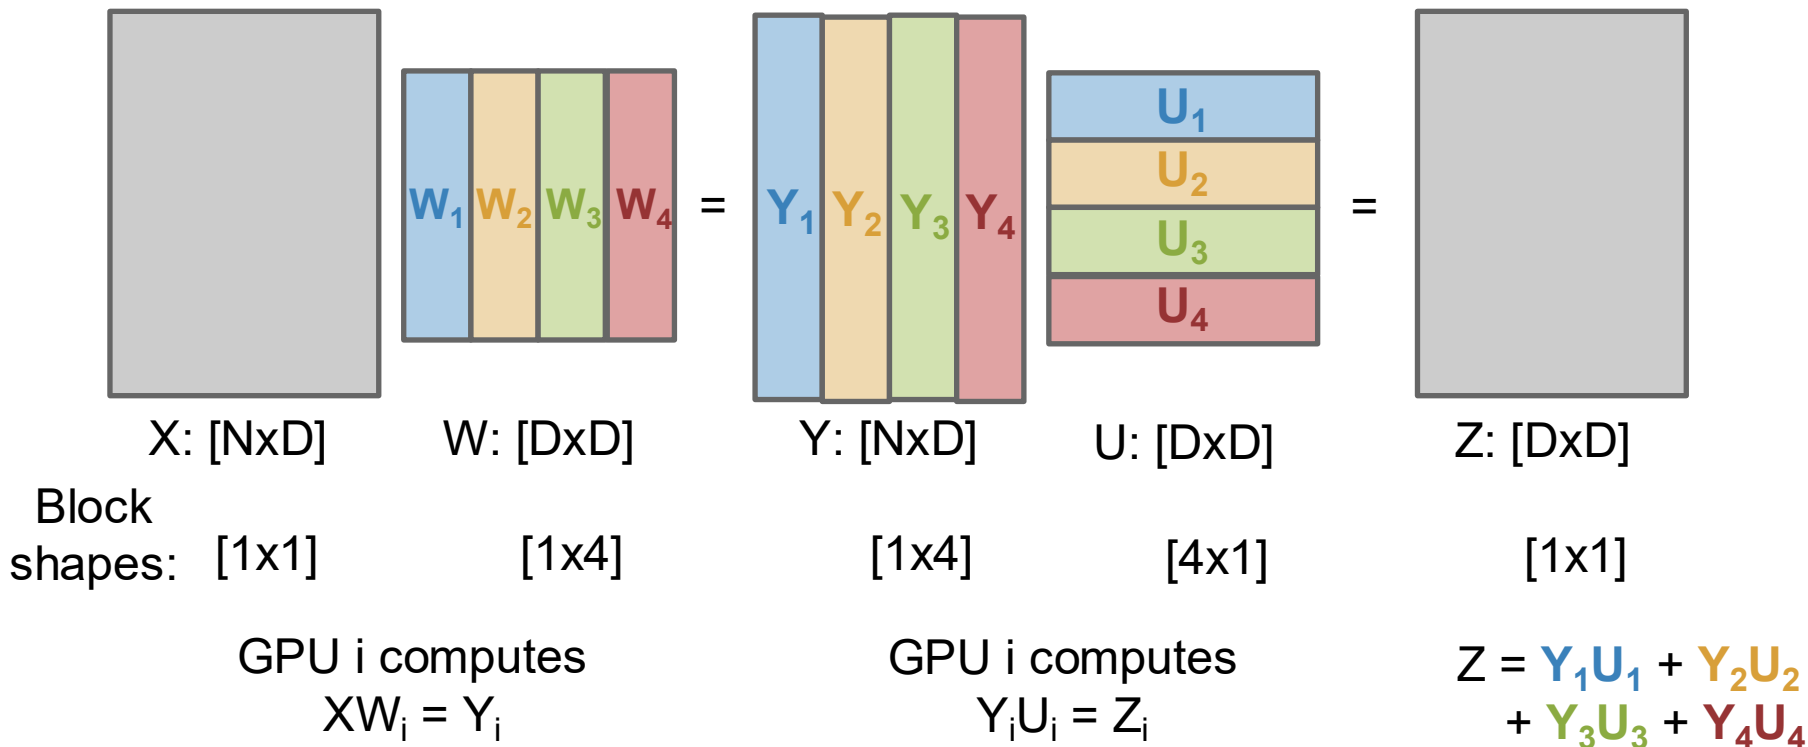 W₁ W₂ W₃ W₄ = Y₁ Y₂ Y₃ Y₄ =
U₁
U₂
U₃
U₄
X: [NxD] W: [DxD] Y: [NxD] U: [DxD] Z: [DxD]
Block
shapes: [1x1] [1x4] [1x4] [4x1] [1x1]
GPU i computes
XWᵢ = Yᵢ
GPU i computes
YᵢUᵢ = Zᵢ
Z = Y₁U₁ + Y₂U₂
+ Y₃U₃ + Y₄U₄